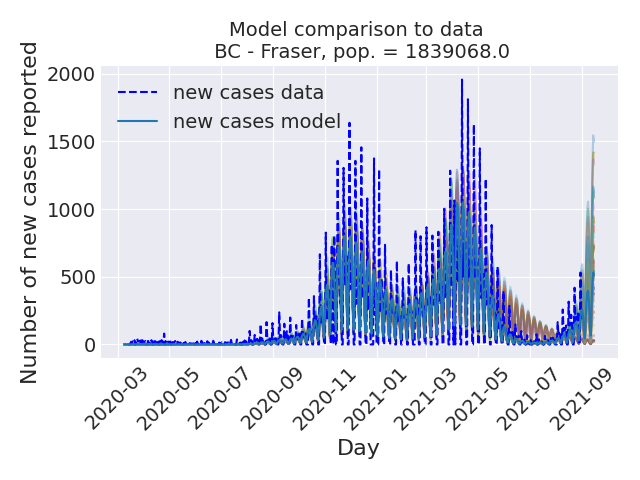 Model comparison to data
BC - Fraser, pop. = 1839068.0
Number of new cases reported
2000
1500
1000
500
0
new cases data
new cases model
2020-03
2020-05
2020-07
2020-09
2020-11
2021-01
2021-03
2021-05
2021-07
2021-09
Day